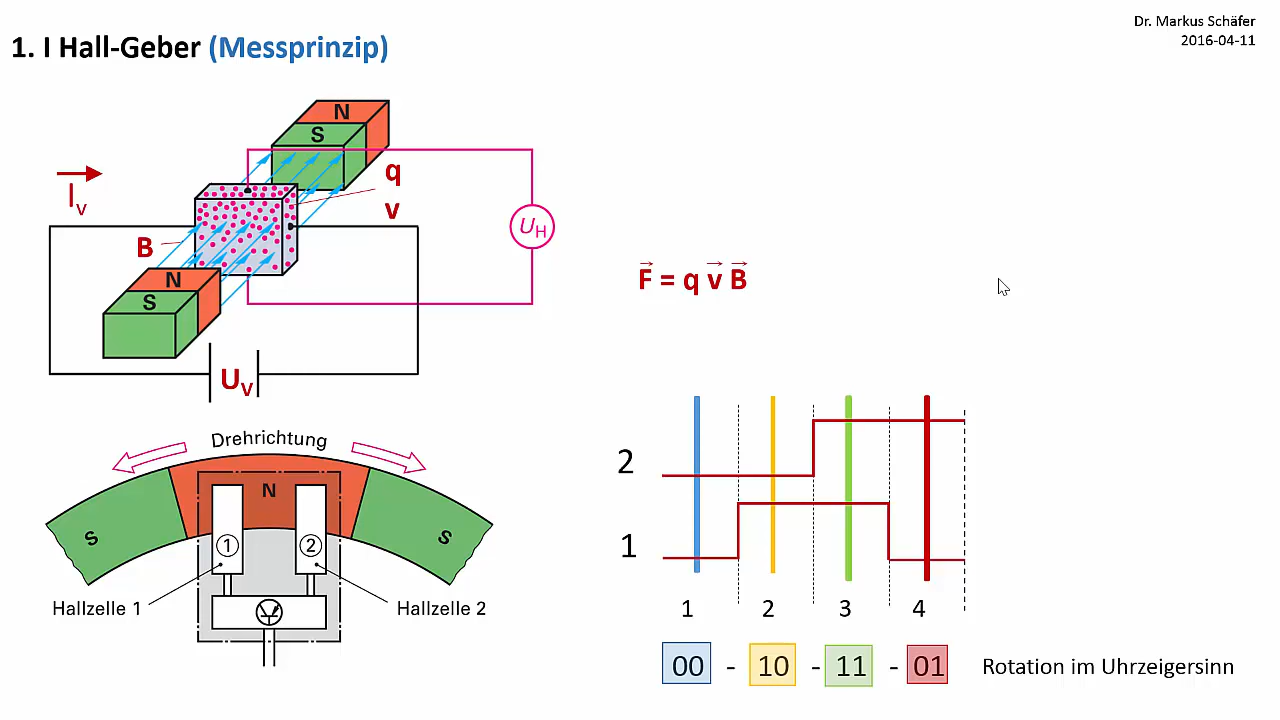 Dr. Markus Schäfer
2016-04-11
1. I Hall-Geber (Messprinzip)
N
S
q
v
I v
B
U H
N
S
U V
F = q v B
Drehrichtung
N
S
S
1
2
Hallzelle 1
Hallzelle 2
2
1
1 2 3 4
00 - 10 - 11 - 01 Rotation im Uhrzeigersinn